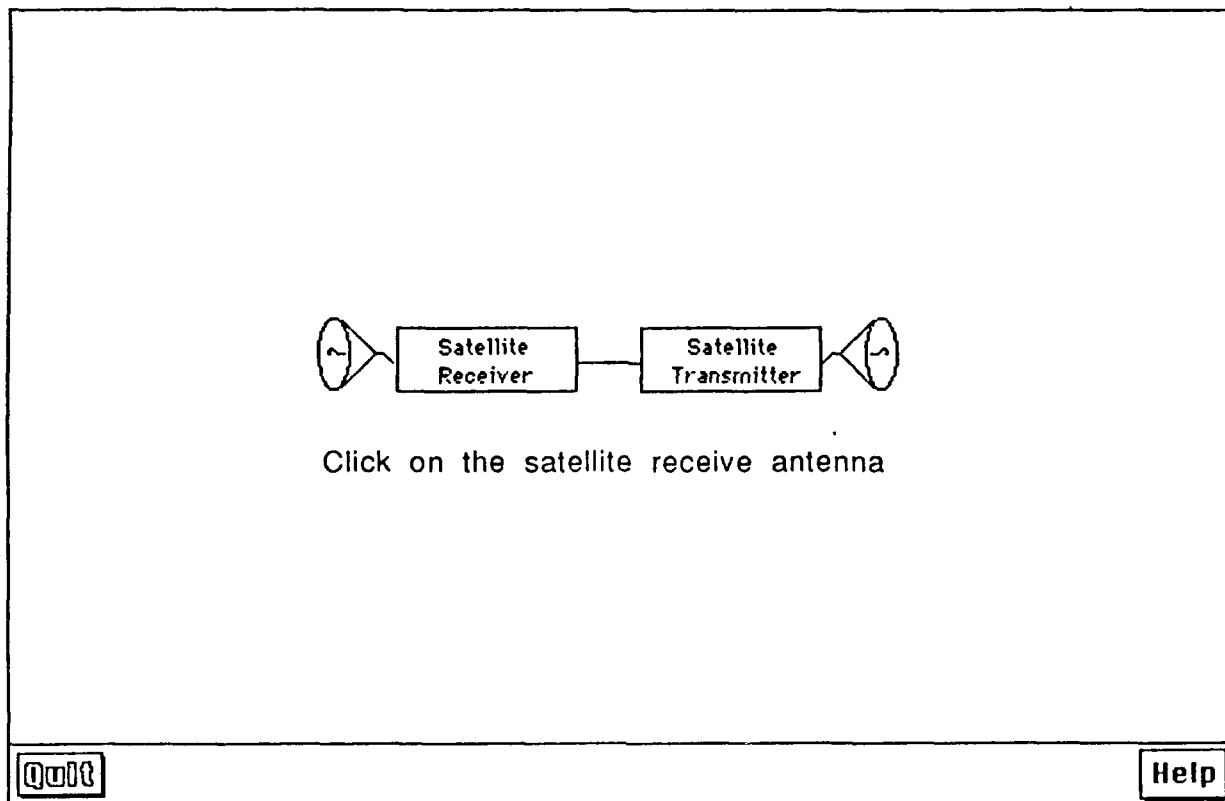 Satellite
Receiver
Satellite
Transmitter
Click on the satellite receive antenna
Quit
Help